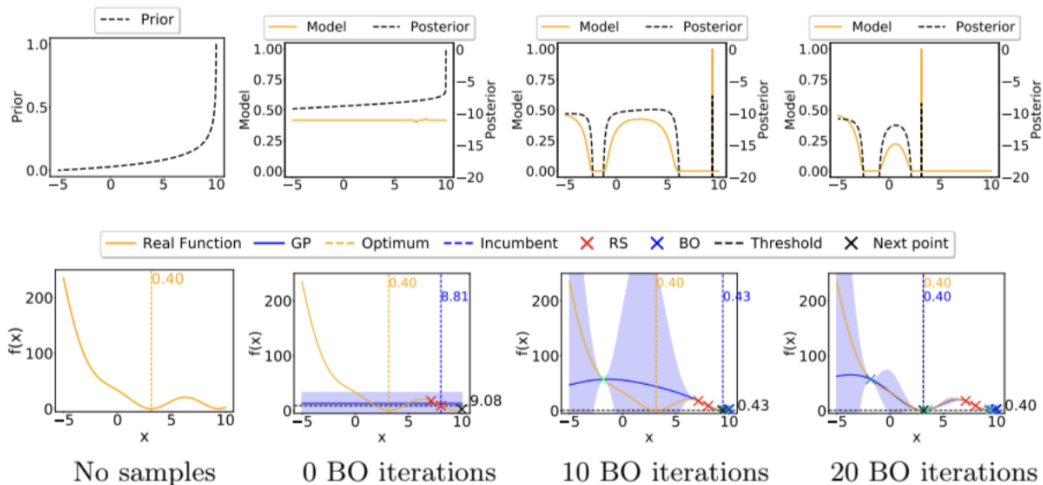 Prior
Model Posterior
Model Posterior
Model Posterior
Prior
1.0
0.5
0.0
−5 0 5 10
Model
1.00
0.75
0.50
0.25
0.00
−5 0 5 10
0
−5
−10
−15
−20
Posterior
Model
1.00
0.75
0.50
0.25
0.00
−5 0 5 10
0
−5
−10
−15
−20
Posterior
Model
1.00
0.75
0.50
0.25
0.00
−5 0 5 10
0
−5
−10
−15
−20
Posterior
Real Function GP Optimum Incumbent RS BO Threshold Next point
f(x)
200
100
0
0.40
−5 0 5 10
x
f(x)
200
100
0
0.40
8.81
9.08
−5 0 5 10
x
f(x)
200
100
0
0.40
0.43
0.43
−5 0 5 10
x
f(x)
200
100
0
0.40
0.40
0.40
−5 0 5 10
x
No samples
0 BO iterations
10 BO iterations
20 BO iterations